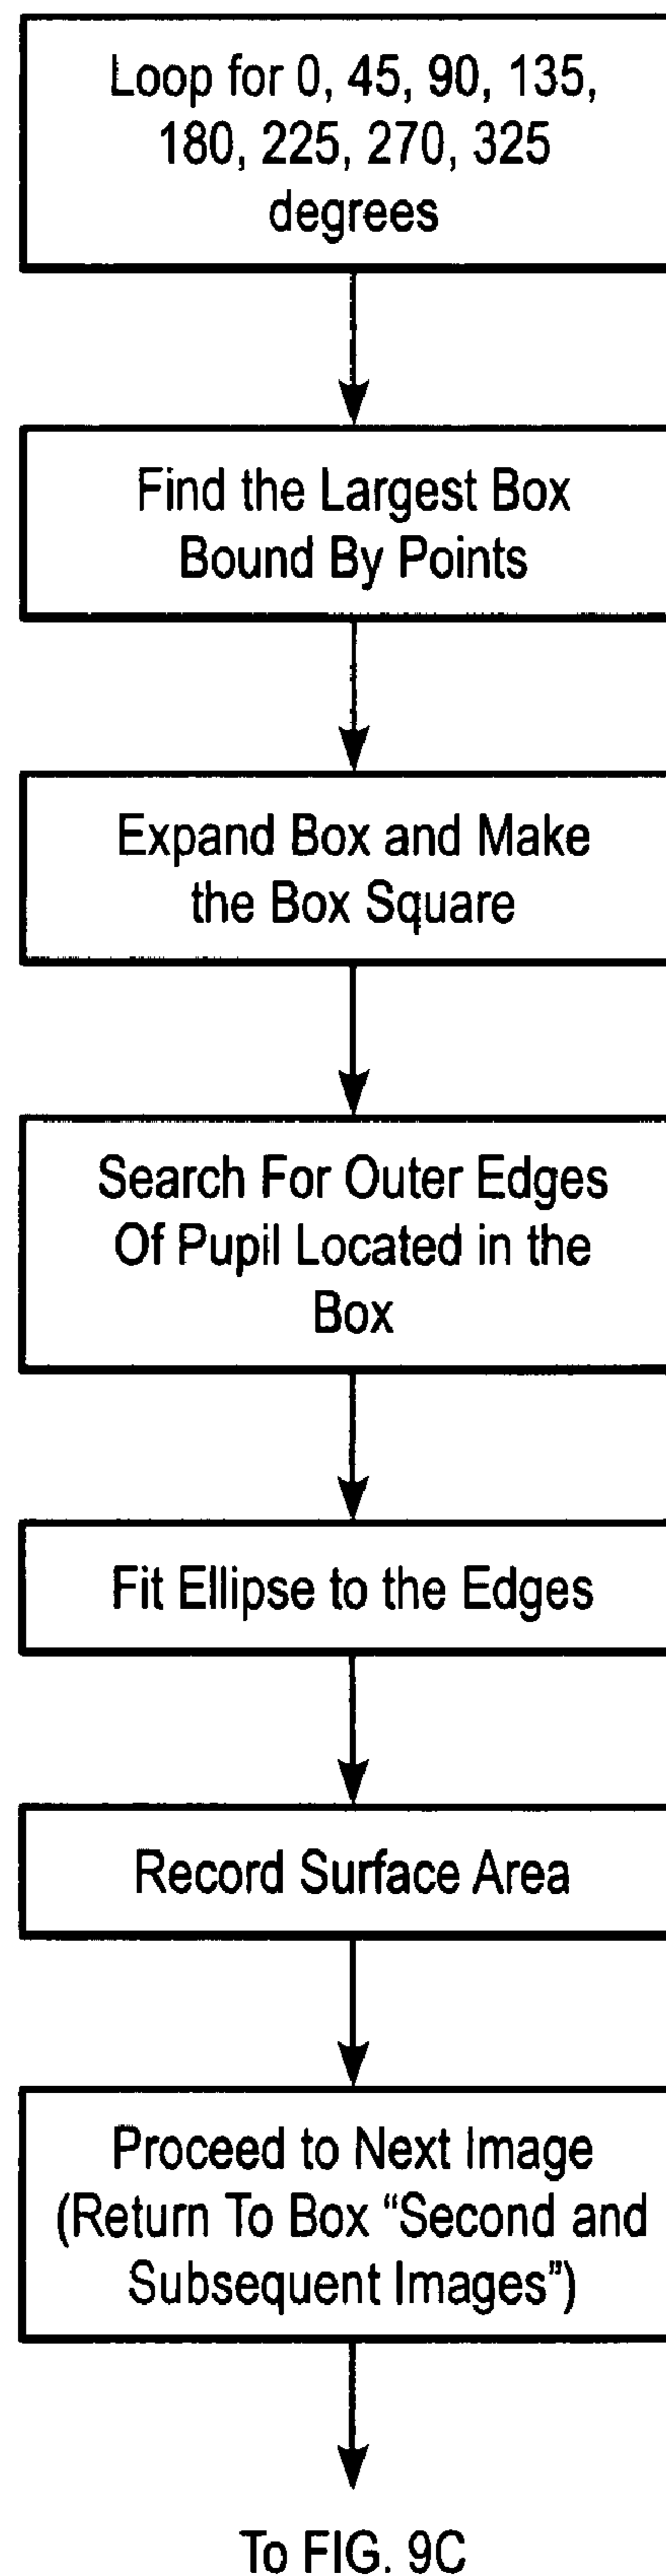 Loop for 0, 45, 90, 135,
180, 225, 270, 325
degrees
Find the Largest Box
Bound By Points
Expand Box and Make
the Box Square
Search For Outer Edges
Of Pupil Located in the
Box
Fit Ellipse to the Edges
Record Surface Area
Proceed to Next Image
(Return To Box “Second and
Subsequent Images”)
To FIG. 9C